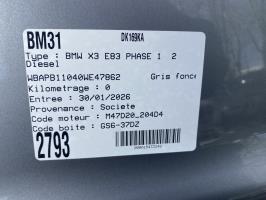 BM31 DK169KA
Type : BMW X3 E83 PHASE 1 2
Diesel
WBAPB11040WE47862 Gris fonce
Kilometrage : 0
Entree : 30/01/2026
Provenance : Societe
Code moteur : M47D20_204D4
Code boite : GS6-37DZ
2793